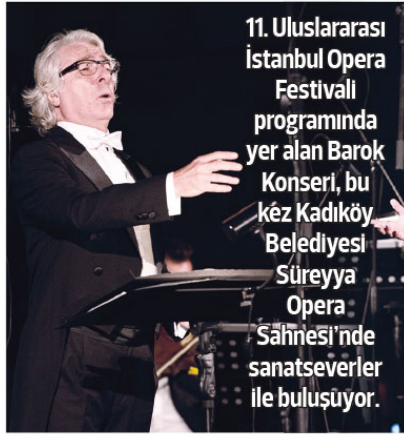 11. Uluslararası
İstanbul Opera
Festivali
programında
yer alan Barok
Konseri, bu
kez Kadıköy
Belediyesi
Süreyya
Opera
Sahnesi'nde
sanatseverler
ile buluşuyor.